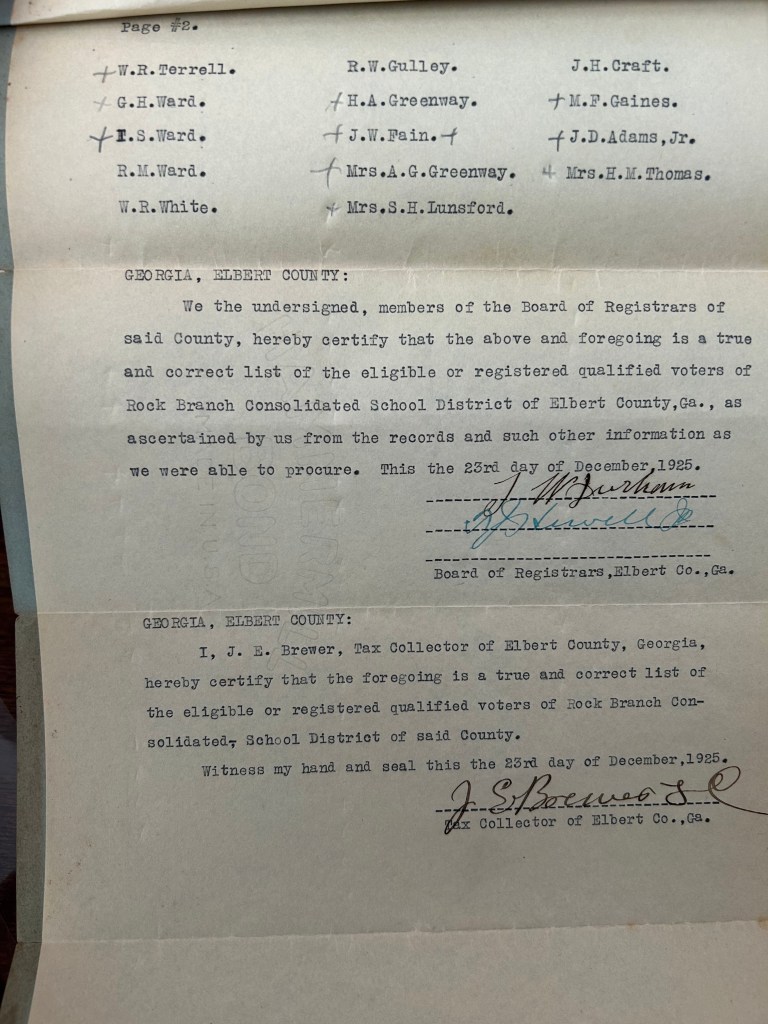 Page #2.
+ W.R.Terrell. R.W.Gulley. J.H.Craft.
+ G.H.Ward. + H.A.Greenway. + M.F.Gaines.
+ I.S.Ward. + J.W.Fain. + + J.D.Adams,Jr.
R.M.Ward. + Mrs.A.G.Greenway. + Mrs.H.M.Thomas.
W.R.White. + Mrs.S.H.Lunsford.
GEORGIA, ELBERT COUNTY:
We the undersigned, members of the Board of Registrars of
said County, hereby certify that the above and foregoing is a true
and correct list of the eligible or registered qualified voters of
Rock Branch Consolidated School District of Elbert County,Ga., as
ascertained by us from the records and such other information as
we were able to procure. This the 23rd day of December,1925.
Durham
Board of Registrars,Elbert Co.,Ga.
GEORGIA, ELBERT COUNTY:
I, J. E. Brewer, Tax Collector of Elbert County, Georgia,
hereby certify that the foregoing is a true and correct list of
the eligible or registered qualified voters of Rock Branch Con-
solidated, School District of said County.
Witness my hand and seal this the 23rd day of December,1925.
J. E. Brewer
Tax Collector of Elbert Co.,Ga.